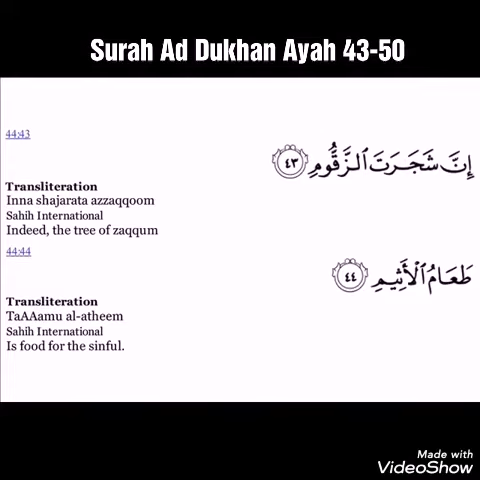 Surah Ad Dukhan Ayah 43-50
44:43
إِنَّ شَجَرَتَ ٱلزَّقُّومِ ٤٣
Transliteration
Inna shajarata azzaqqoom
Sahih International
Indeed, the tree of zaqqum
44:44
طَعَامُ ٱلْأَثِيمِ ٤٤
Transliteration
TaAAamu al-atheem
Sahih International
Is food for the sinful.
Made with
VideoShow